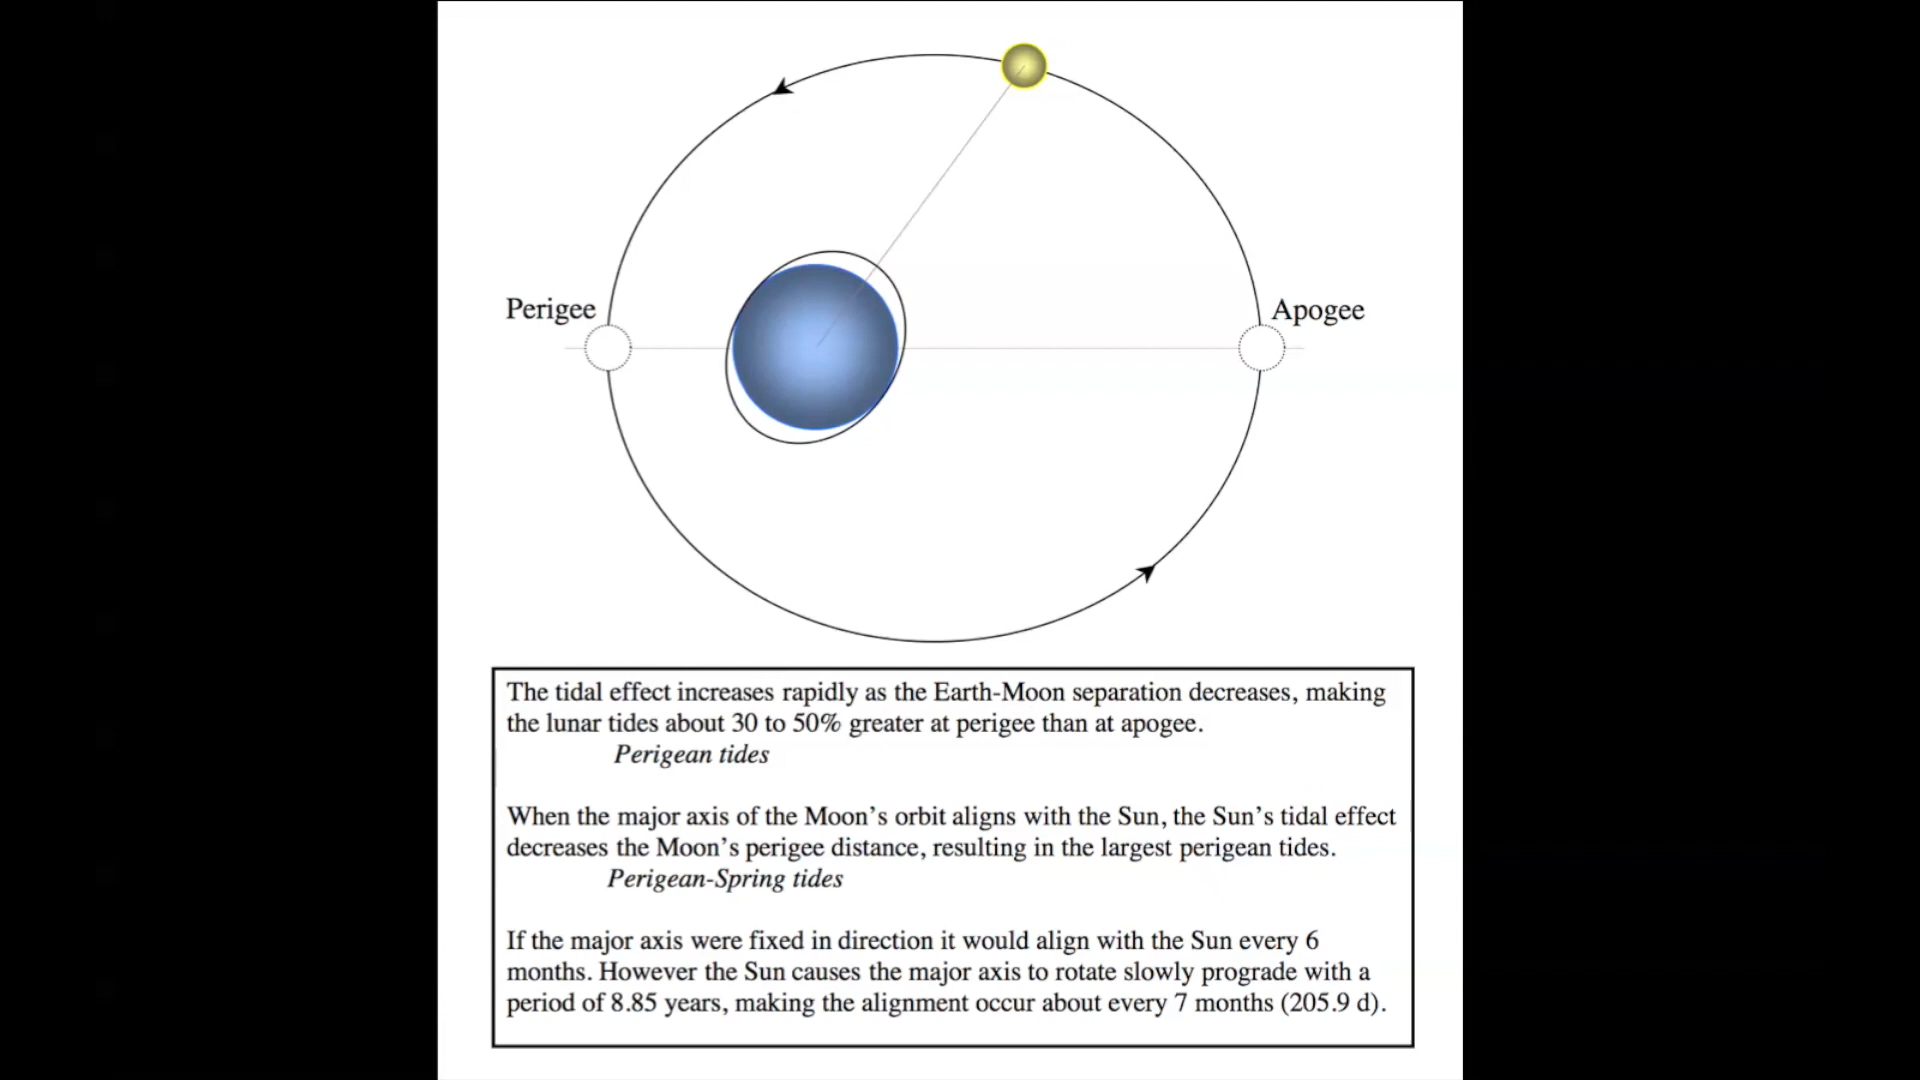 Perigee
Apogee
The tidal effect increases rapidly as the Earth-Moon separation decreases, making
the lunar tides about 30 to 50% greater at perigee than at apogee.
Perigean tides
When the major axis of the Moon’s orbit aligns with the Sun, the Sun’s tidal effect
decreases the Moon’s perigee distance, resulting in the largest perigean tides.
Perigean-Spring tides
If the major axis were fixed in direction it would align with the Sun every 6
months. However the Sun causes the major axis to rotate slowly prograde with a
period of 8.85 years, making the alignment occur about every 7 months (205.9 d).